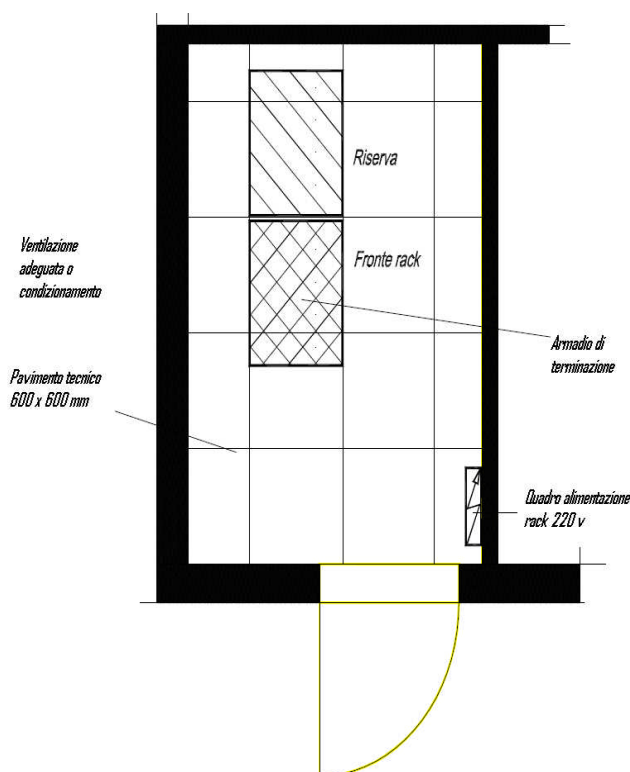 Riserva
Ventilazione
adeguata o
condizionamento
Fronte rack
Armadio di
terminazione
Pavimento tecnico
600 x 600 mm
Quadro alimentazione
rack 220 v